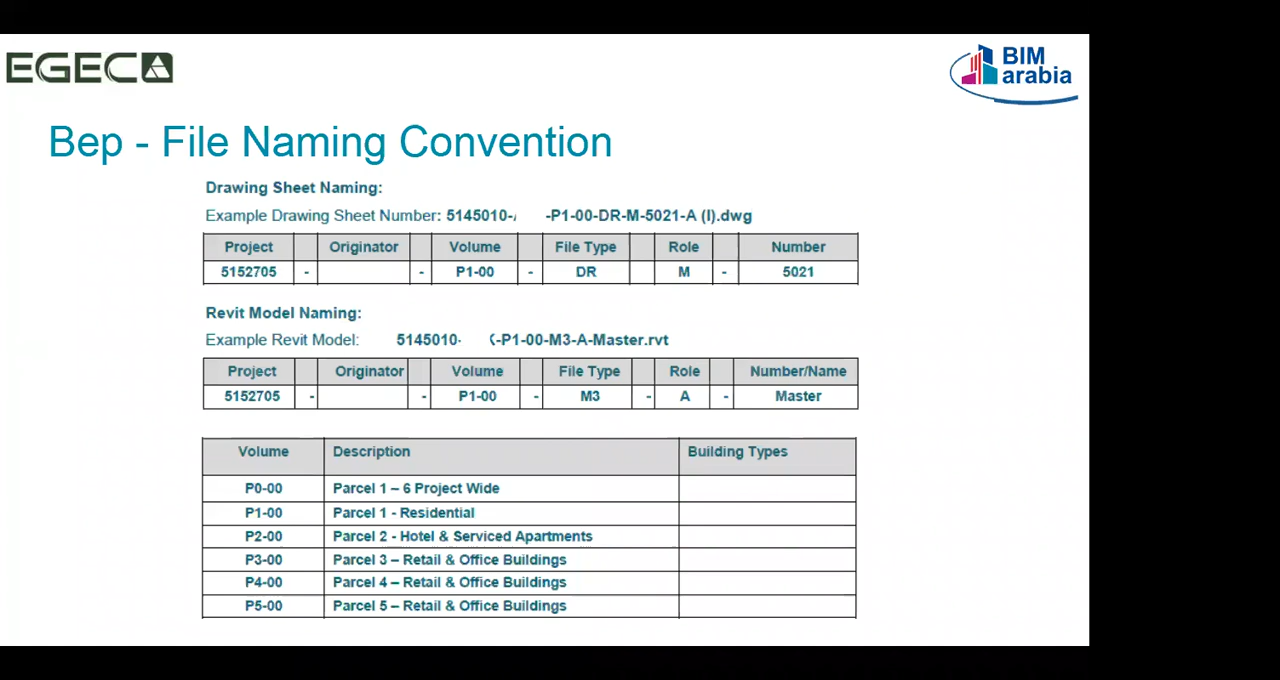 EGEC
BIM
arabia
Bep - File Naming Convention
Drawing Sheet Naming:
Example Drawing Sheet Number: 5145010- -P1-00-DR-M-5021-A (I).dwg
Project Originator Volume File Type Role Number
5152705 - - P1-00 - DR M - 5021
Revit Model Naming:
Example Revit Model: 5145010- -P1-00-M3-A-Master.rvt
Project Originator Volume File Type Role Number/Name
5152705 - - P1-00 - M3 - A - Master
Volume Description Building Types
P0-00 Parcel 1 – 6 Project Wide
P1-00 Parcel 1 - Residential
P2-00 Parcel 2 - Hotel & Serviced Apartments
P3-00 Parcel 3 – Retail & Office Buildings
P4-00 Parcel 4 – Retail & Office Buildings
P5-00 Parcel 5 – Retail & Office Buildings